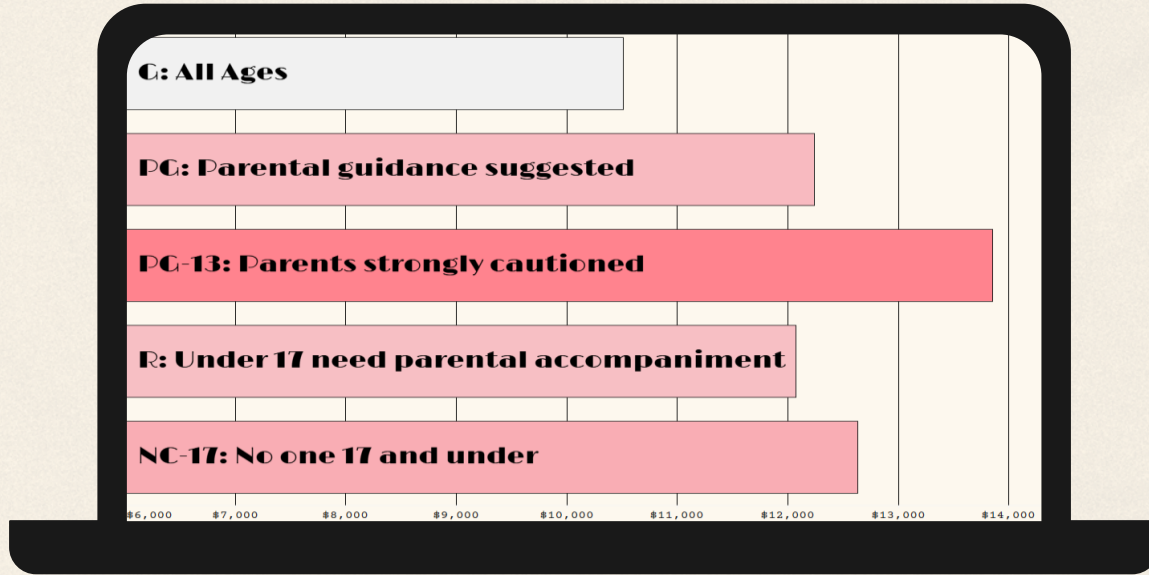 G: All Ages
PG: Parental guidance suggested
PG-13: Parents strongly cautioned
R: Under 17 need parental accompaniment
NC-17: No one 17 and under
$6,000 $7,000 $8,000 $9,000 $10,000 $11,000 $12,000 $13,000 $14,000